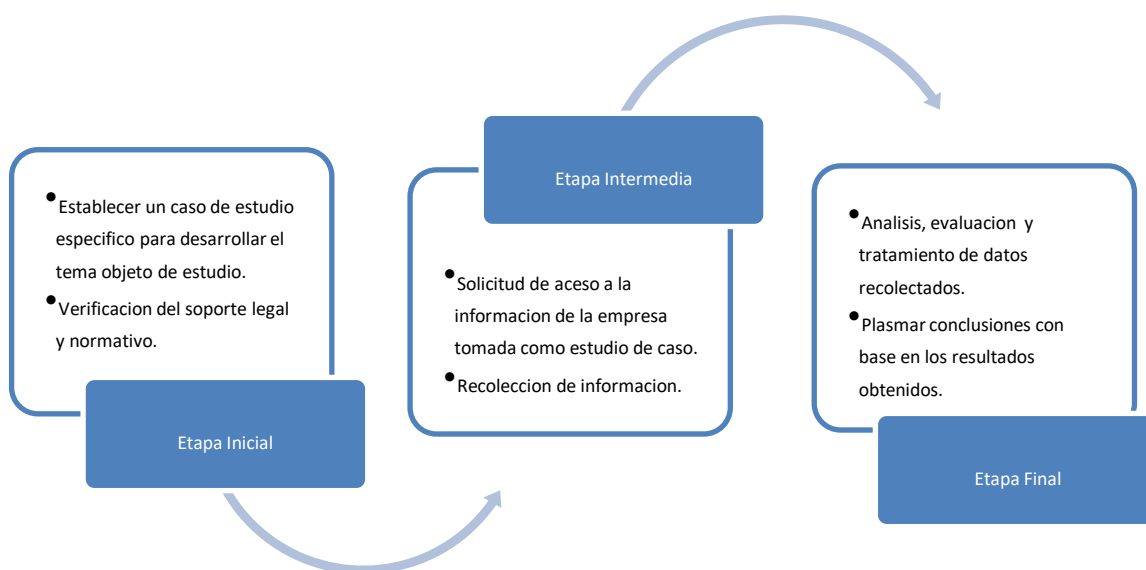 • Establecer un caso de estudio
especifico para desarrollar el
tema objeto de estudio.
• Verificacion del soporte legal
y normativo.
Etapa Inicial
Etapa Intermedia
• Solicitud de aceso a la
informacion de la empresa
tomada como estudio de caso.
• Recoleccion de informacion.
• Analisis, evaluacion y
tratamiento de datos
recolectados.
• Plasmar conclusiones con
base en los resultados
obtenidos.
Etapa Final